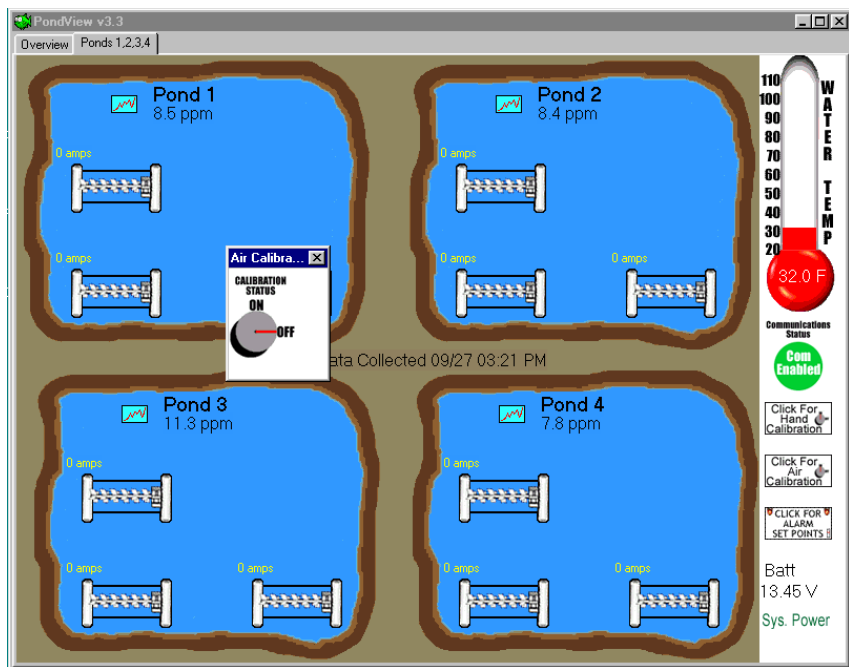 PondView v3.3
Overview Ponds 1,2,3,4
Pond 1
8.5 ppm
0 amps
0 amps
Pond 2
8.4 ppm
0 amps
0 amps
0 amps
Air Calibra...
CALIBRATION
STATUS
ON
OFF
Collected 09/27 03:21 PM
Pond 3
11.3 ppm
0 amps
0 amps
0 amps
Pond 4
7.8 ppm
0 amps
0 amps
110
100
90
80
70
60
50
40
30
20
WATER TEMP
32.0 F
Communications
Status
Com
Enabled
Click For
Hand
Calibration
Click For
Air
Calibration
CLICK FOR
ALARM
SET POINTS
Batt
13.45 V
Sys. Power